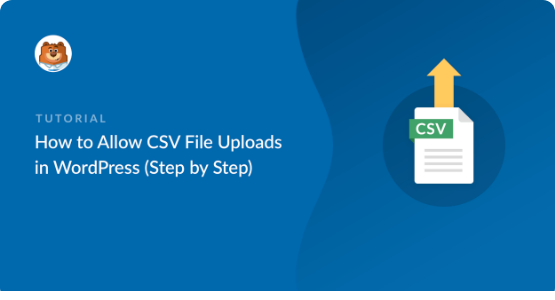 TUTORIAL
How to Allow CSV File Uploads
in WordPress (Step by Step)
CSV